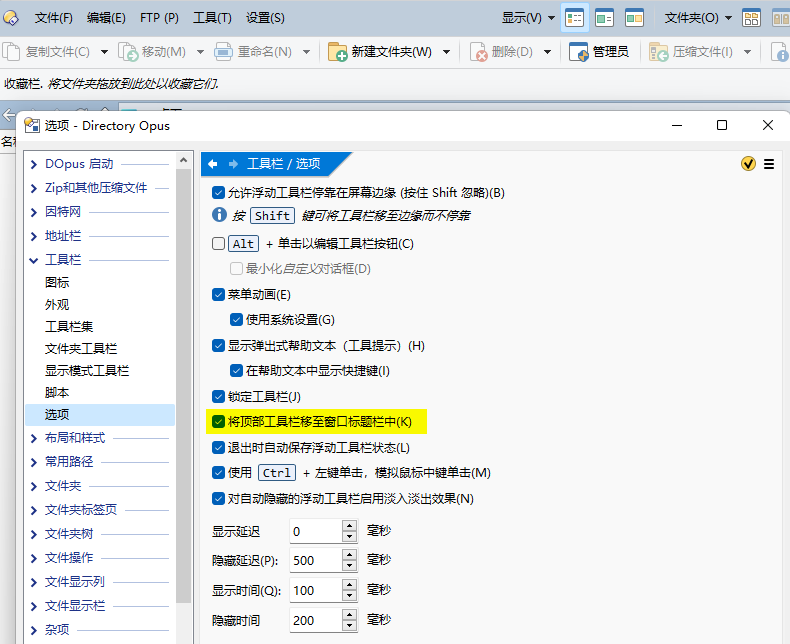 文件(F) 编辑(E) FTP (P) 工具(T) 设置(S) 显示(V) 文件夹(O)
复制文件(C) 移动(M) 重命名(N) 新建文件夹(W) 删除(D) 管理员 压缩文件(I)
收藏栏. 将文件夹拖放到此处以收藏它们.
选项 - Directory Opus
DOpus 启动
Zip和其他压缩文件
因特网
地址栏
工具栏
图标
外观
工具栏集
文件夹工具栏
显示模式工具栏
脚本
选项
布局和样式
常用路径
文件夹
文件夹标签页
文件夹树
文件操作
文件显示列
文件显示栏
杂项
工具栏 / 选项
允许浮动工具栏停靠在屏幕边缘 (按住 Shift 忽略)(B)
按 Shift 键可将工具栏移至边缘而不停靠
Alt + 单击以编辑工具栏按钮(C)
最小化自定义对话框(D)
菜单动画(E)
使用系统设置(G)
显示弹出式帮助文本（工具提示）(H)
在帮助文本中显示快捷键(I)
锁定工具栏(J)
将顶部工具栏移至窗口标题栏中(K)
退出时自动保存浮动工具栏状态(L)
使用 Ctrl + 左键单击，模拟鼠标中键单击(M)
对自动隐藏的浮动工具栏启用淡入淡出效果(N)
显示延迟 0 毫秒
隐藏延迟(P): 500 毫秒
显示时间(Q): 100 毫秒
隐藏时间 200 毫秒